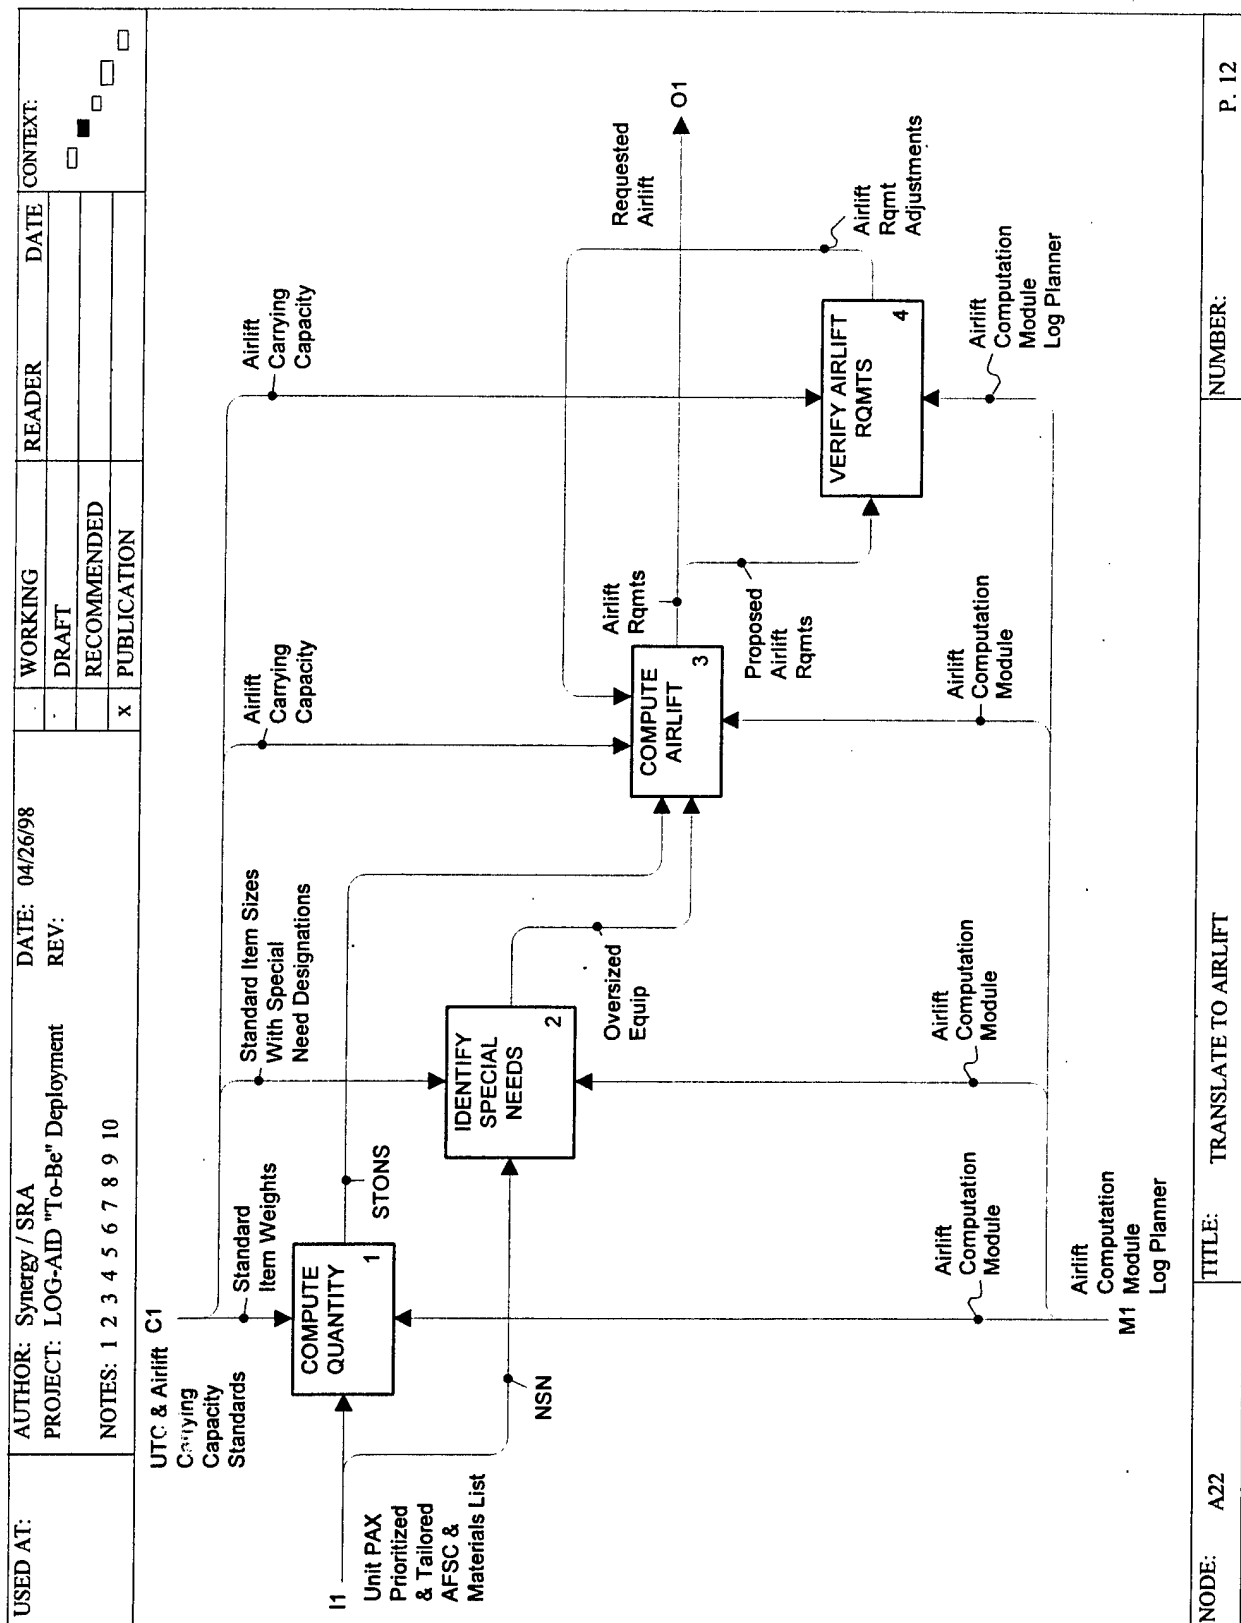 USED AT:
AUTHOR: Synergy / SRA
PROJECT: LOG-AID "To-Be" Deployment
NOTES: 1 2 3 4 5 6 7 8 9 10
DATE: 04/26/98
REV:
WORKING
DRAFT
RECOMMENDED
X PUBLICATION
READER
DATE
CONTEXT:
UTC & Airlift
Carrying
Capacity
Standards
C1
Standard
Item Weights
Standard Item Sizes
With Special
Need Designations
Airlift
Carrying
Capacity
Airlift
Carrying
Capacity
I1
Unit PAX
Prioritized
& Tailored
AFSC &
Materials List
COMPUTE
QUANTITY
1
STONS
NSN
IDENTIFY
SPECIAL
NEEDS
2
Oversized
Equip
COMPUTE
AIRLIFT
3
Airlift
Rqmts
Proposed
Airlift
Rqmts
Requested
Airlift
O1
VERIFY AIRLIFT
RQMTS
4
Airlift
Rqmt
Adjustments
Airlift
Computation
Module
Airlift
Computation
Module
Airlift
Computation
Module
Airlift
Computation
Module
Log Planner
M1
Airlift
Computation
Module
Log Planner
NODE: A22
TITLE: TRANSLATE TO AIRLIFT
NUMBER:
P. 12